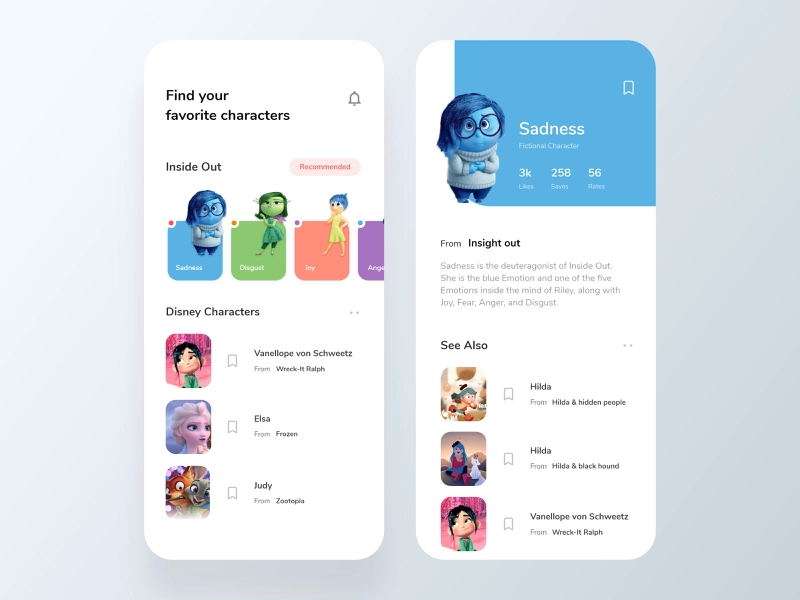 Find your
favorite characters
Inside Out
Recommended
Sadness
Disgust
Joy
Ange
Disney Characters
Vanellope von Schweetz
From Wreck-It Ralph
Elsa
From Frozen
Judy
From Zootopia
Sadness
Fictional Character
3k 258 56
Likes Saves Rates
From Insight out
Sadness is the deuteragonist of Inside Out.
She is the blue Emotion and one of the five
Emotions inside the mind of Riley, along with
Joy, Fear, Anger, and Disgust.
See Also
Hilda
From Hilda & hidden people
Hilda
From Hilda & black hound
Vanellope von Schweetz
From Wreck-It Ralph